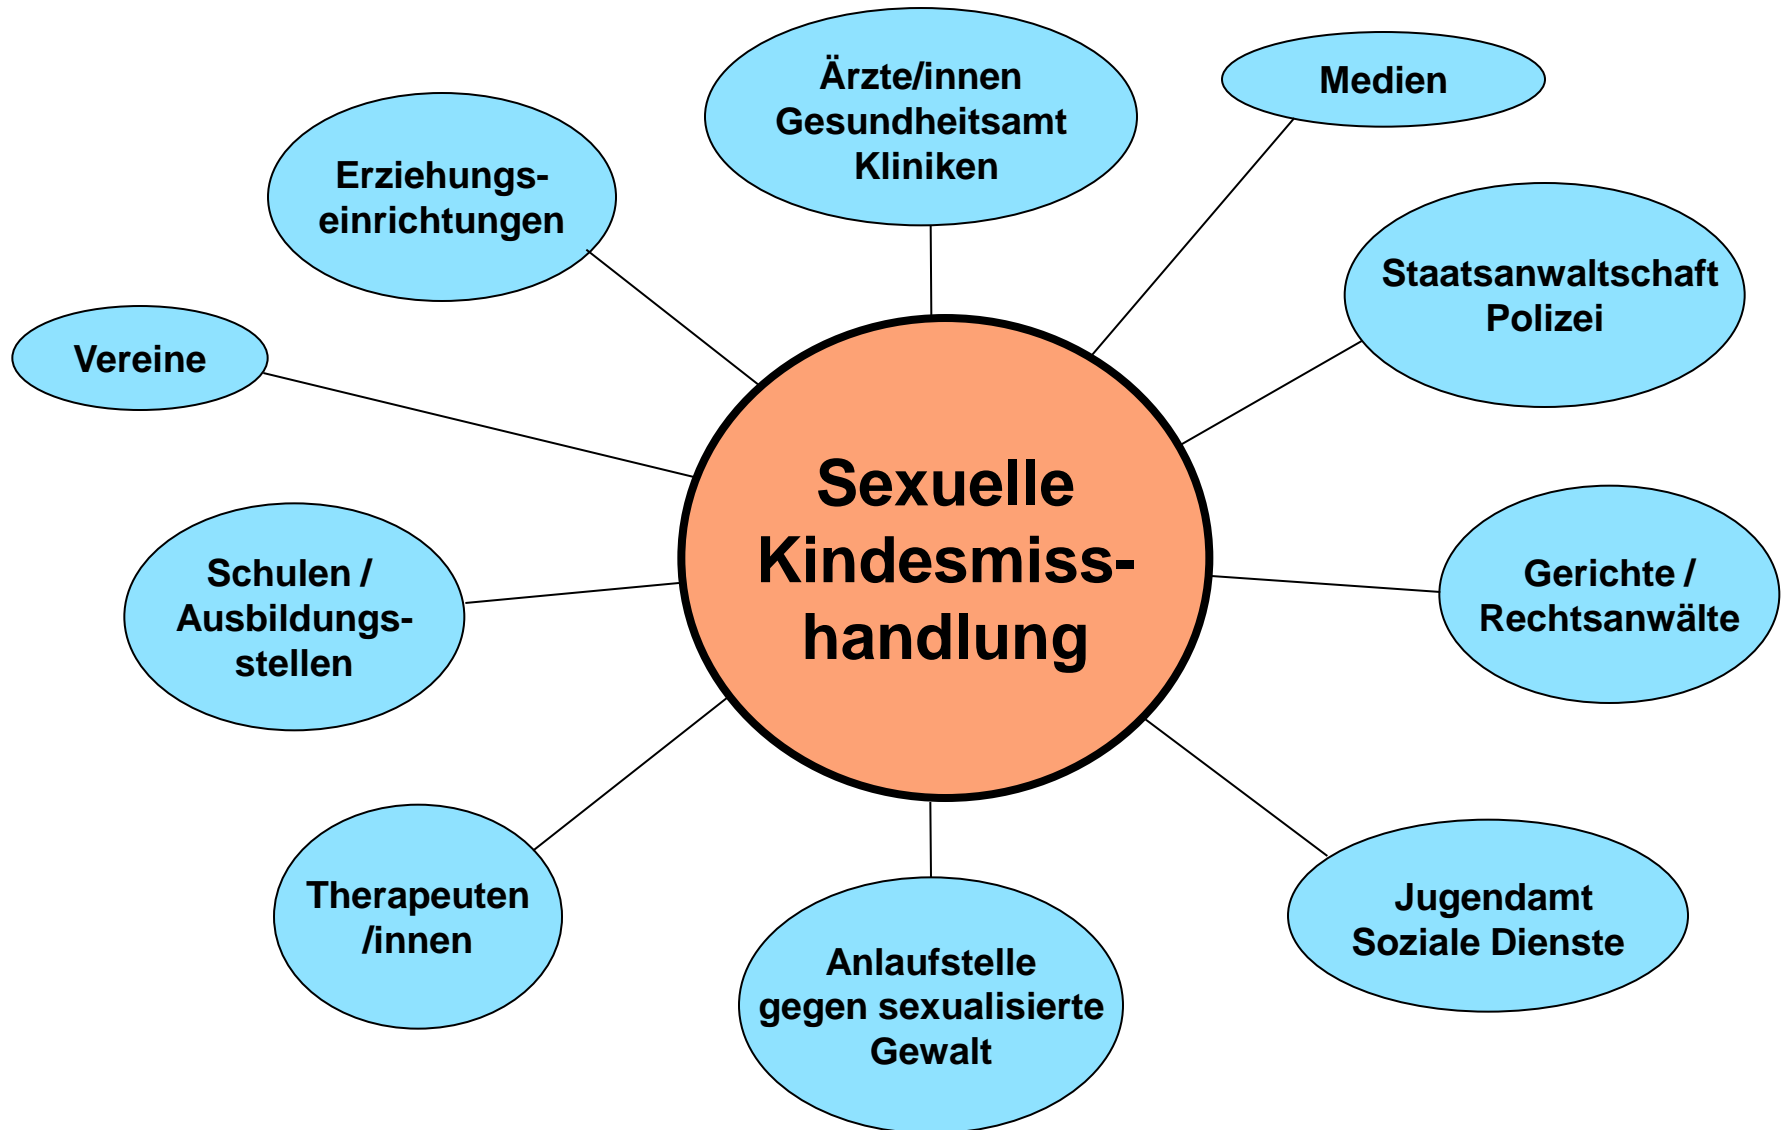 Ärzte/innen
Gesundheitsamt
Kliniken
Medien
Erziehungs-
einrichtungen
Staatsanwaltschaft
Polizei
Vereine
Sexuelle
Kindesmiss-
handlung
Schulen /
Ausbildungs-
stellen
Gerichte /
Rechtsanwälte
Therapeuten
/innen
Anlaufstelle
gegen sexualisierte
Gewalt
Jugendamt
Soziale Dienste